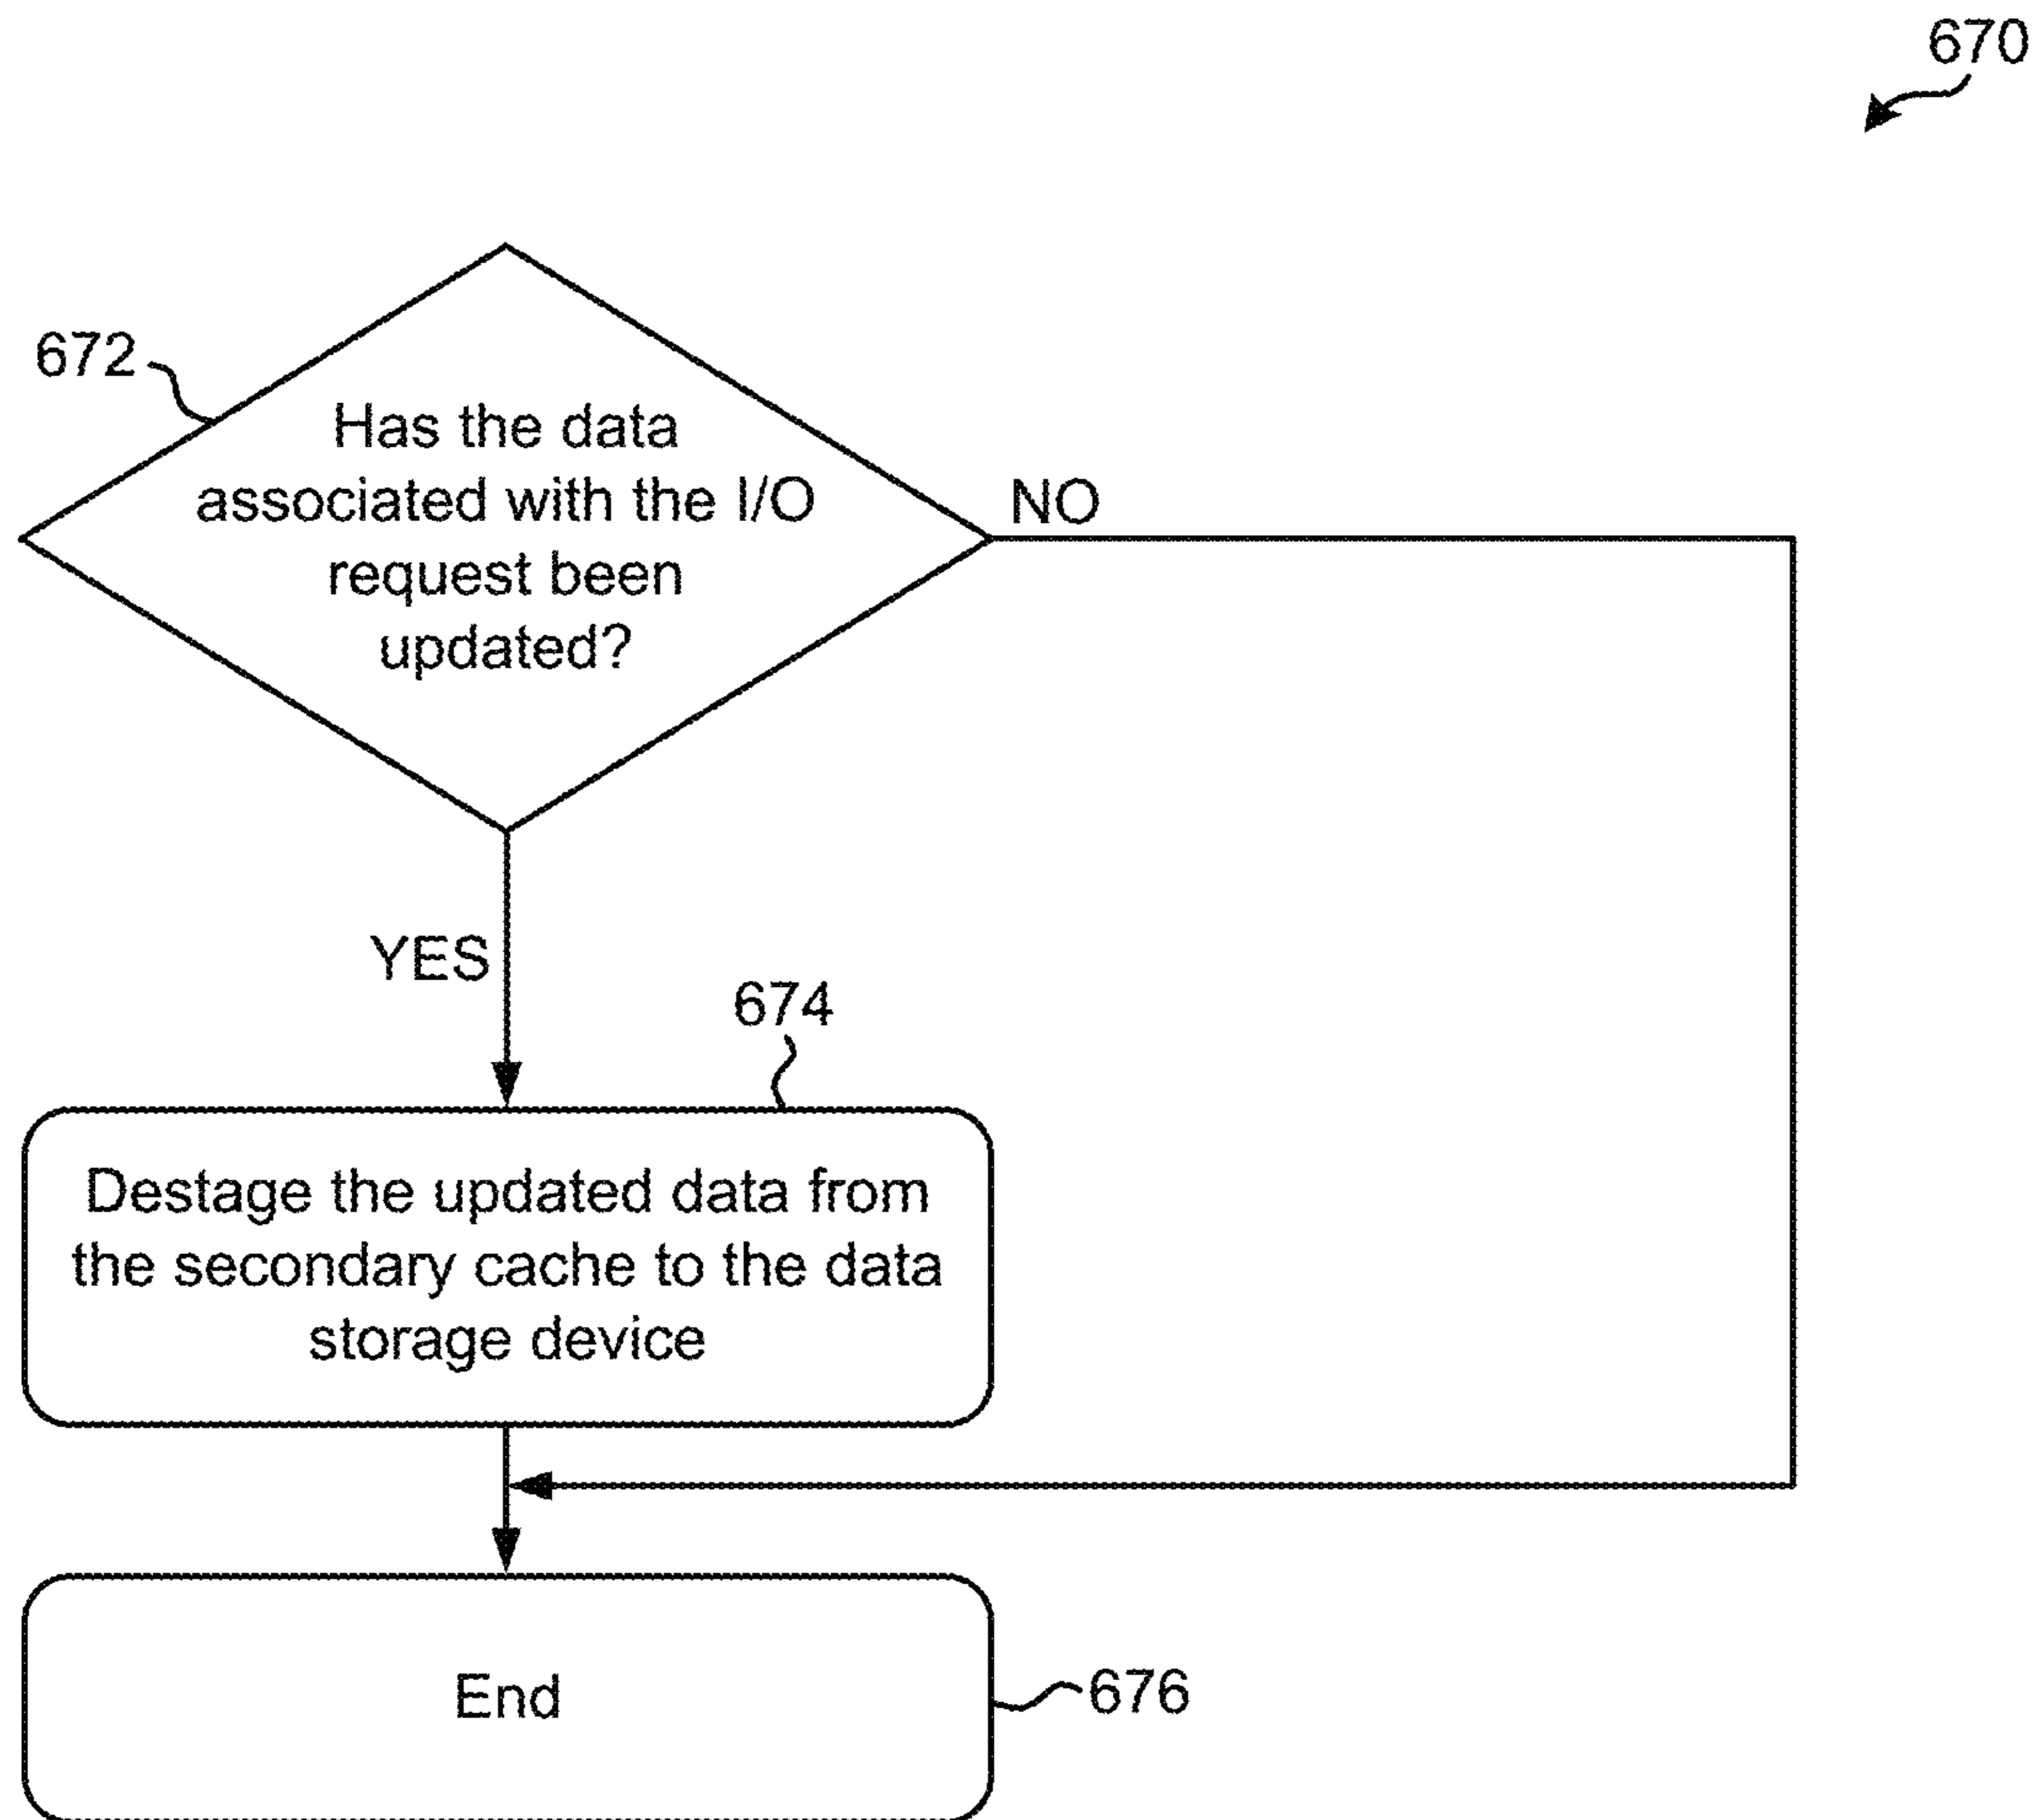 670
672
Has the data
associated with the I/O
request been
updated?
NO
YES
674
Destage the updated data from
the secondary cache to the data
storage device
End
676